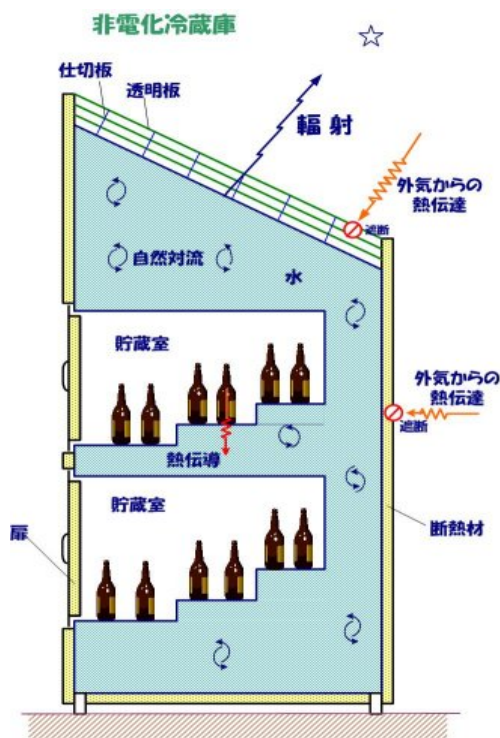 非電化冷蔵庫
仕切板
透明板
輻射
外気からの
熱伝達
遮断
自然対流
水
貯蔵室
外気からの
熱伝達
遮断
熱伝導
貯蔵室
扉
断熱材